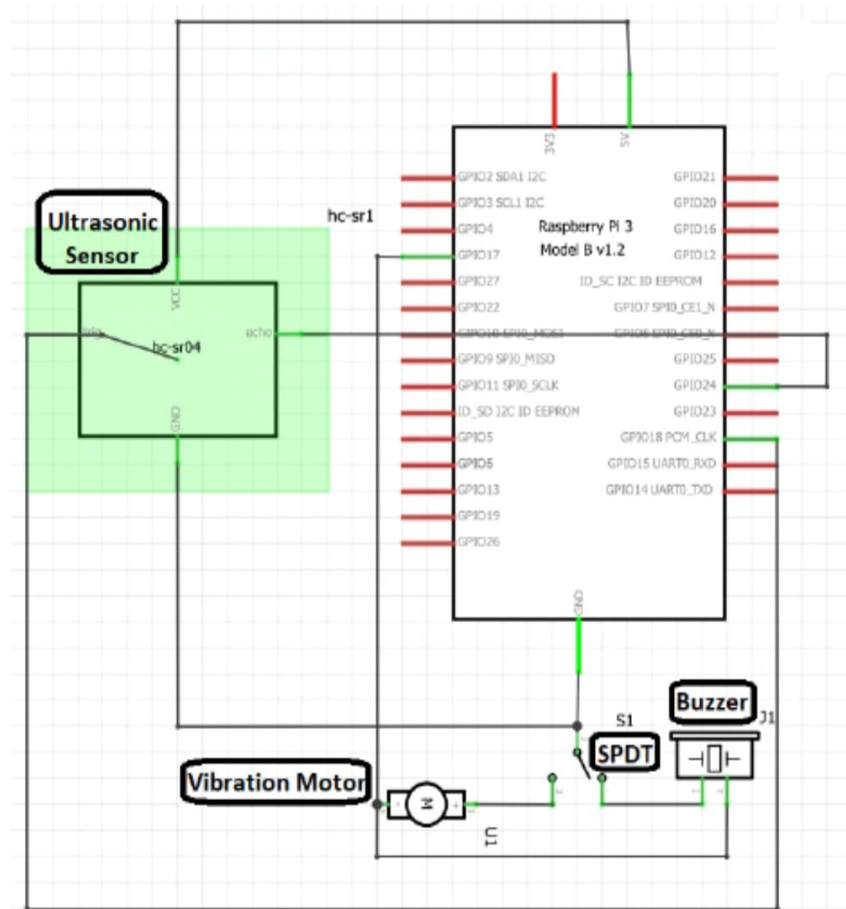 3V3
5V
GPIO2 SDA1 I2C
GPIO21
GPIO3 SCL1 I2C
GPIO20
hc-sr1
GPIO4
Raspberry Pi 3
Model B v1.2
GPIO16
Ultrasonic
Sensor
GPIO17
GPIO12
GPIO27
ID_SC I2C ID EEPROM
VCC
GPIO22
GPIO7 SPI0_CE1_N
trig
echo
hc-sr04
GPIO10 SPI0_MOSI
GPIO8 SPI0_CE0_N
GPIO9 SPI0_MISO
GPIO25
GPIO11 SPI0_SCLK
GPIO24
ID_SD I2C ID EEPROM
GPIO23
GND
GPIO5
GPIO18 PCM_CLK
GPIO6
GPIO15 UART0_RXD
GPIO13
GPIO14 UART0_TXD
GPIO19
GPIO26
GND
Buzzer
J1
S1
SPDT
Vibration Motor
M
U1